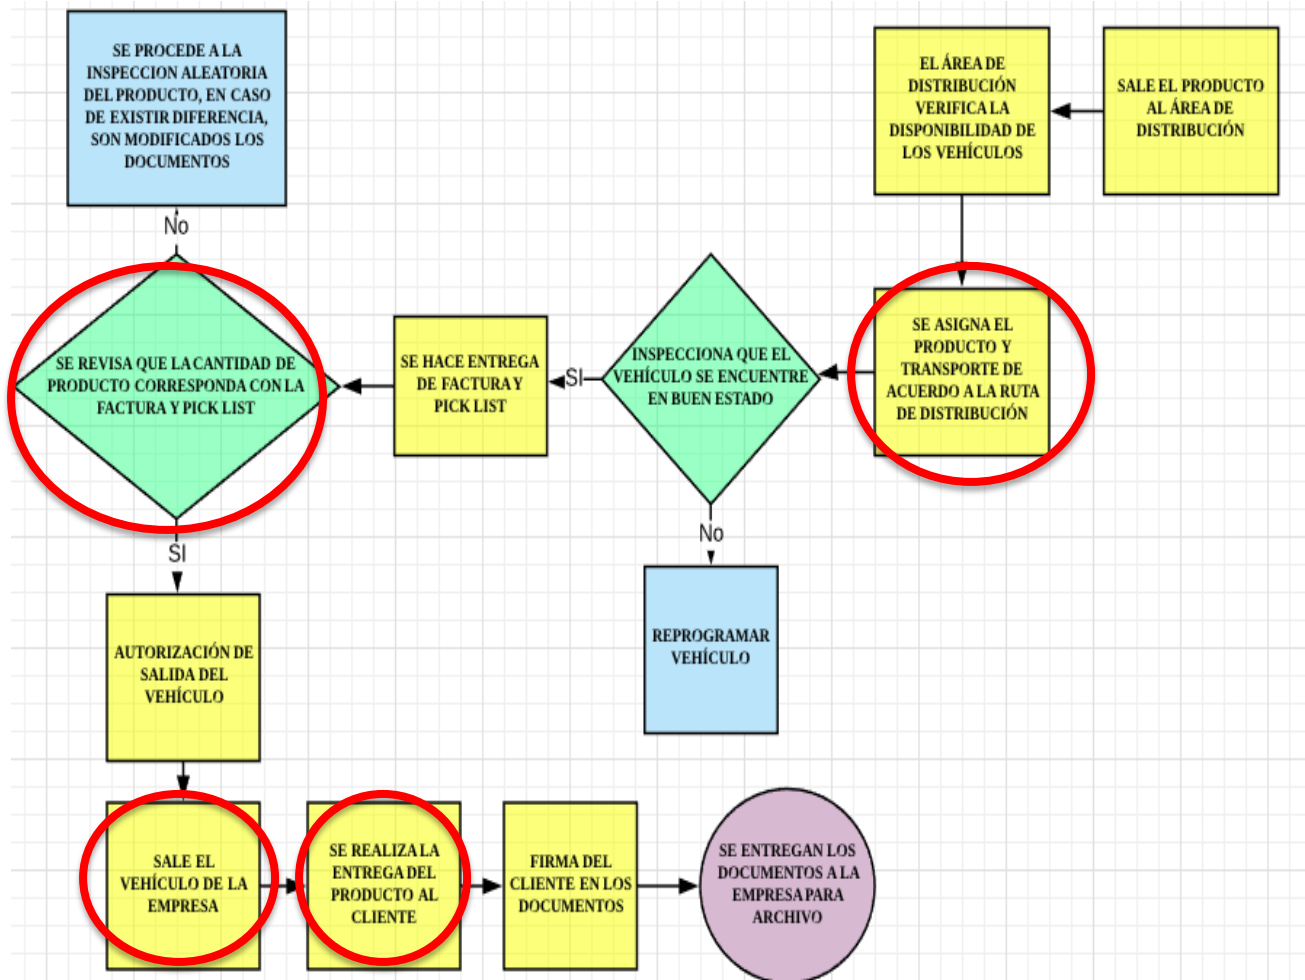 SE PROCEDE A LA
INSPECCION ALEATORIA
DEL PRODUCTO, EN CASO
DE EXISTIR DIFERENCIA,
SON MODIFICADOS LOS
DOCUMENTOS
EL ÁREA DE
DISTRIBUCIÓN
VERIFICA LA
DISPONIBILIDAD DE
LOS VEHÍCULOS
SALE EL PRODUCTO
AL ÁREA DE
DISTRIBUCIÓN
No
SE REVISA QUE LA CANTIDAD DE
PRODUCTO CORRESPONDA CON LA
FACTURA Y PICK LIST
SE HACE ENTREGA
DE FACTURA Y
PICK LIST
SI
INSPECCIONA QUE EL
VEHÍCULO SE ENCUENTRE
EN BUEN ESTADO
SE ASIGNA EL
PRODUCTO Y
TRANSPORTE DE
ACUERDO A LA RUTA
DE DISTRIBUCIÓN
SI
No
AUTORIZACIÓN DE
SALIDA DEL
VEHÍCULO
REPROGRAMAR
VEHÍCULO
SALE EL
VEHÍCULO DE LA
EMPRESA
SE REALIZA LA
ENTREGA DEL
PRODUCTO AL
CLIENTE
FIRMA DEL
CLIENTE EN LOS
DOCUMENTOS
SE ENTREGAN LOS
DOCUMENTOS A LA
EMPRESA PARA
ARCHIVO